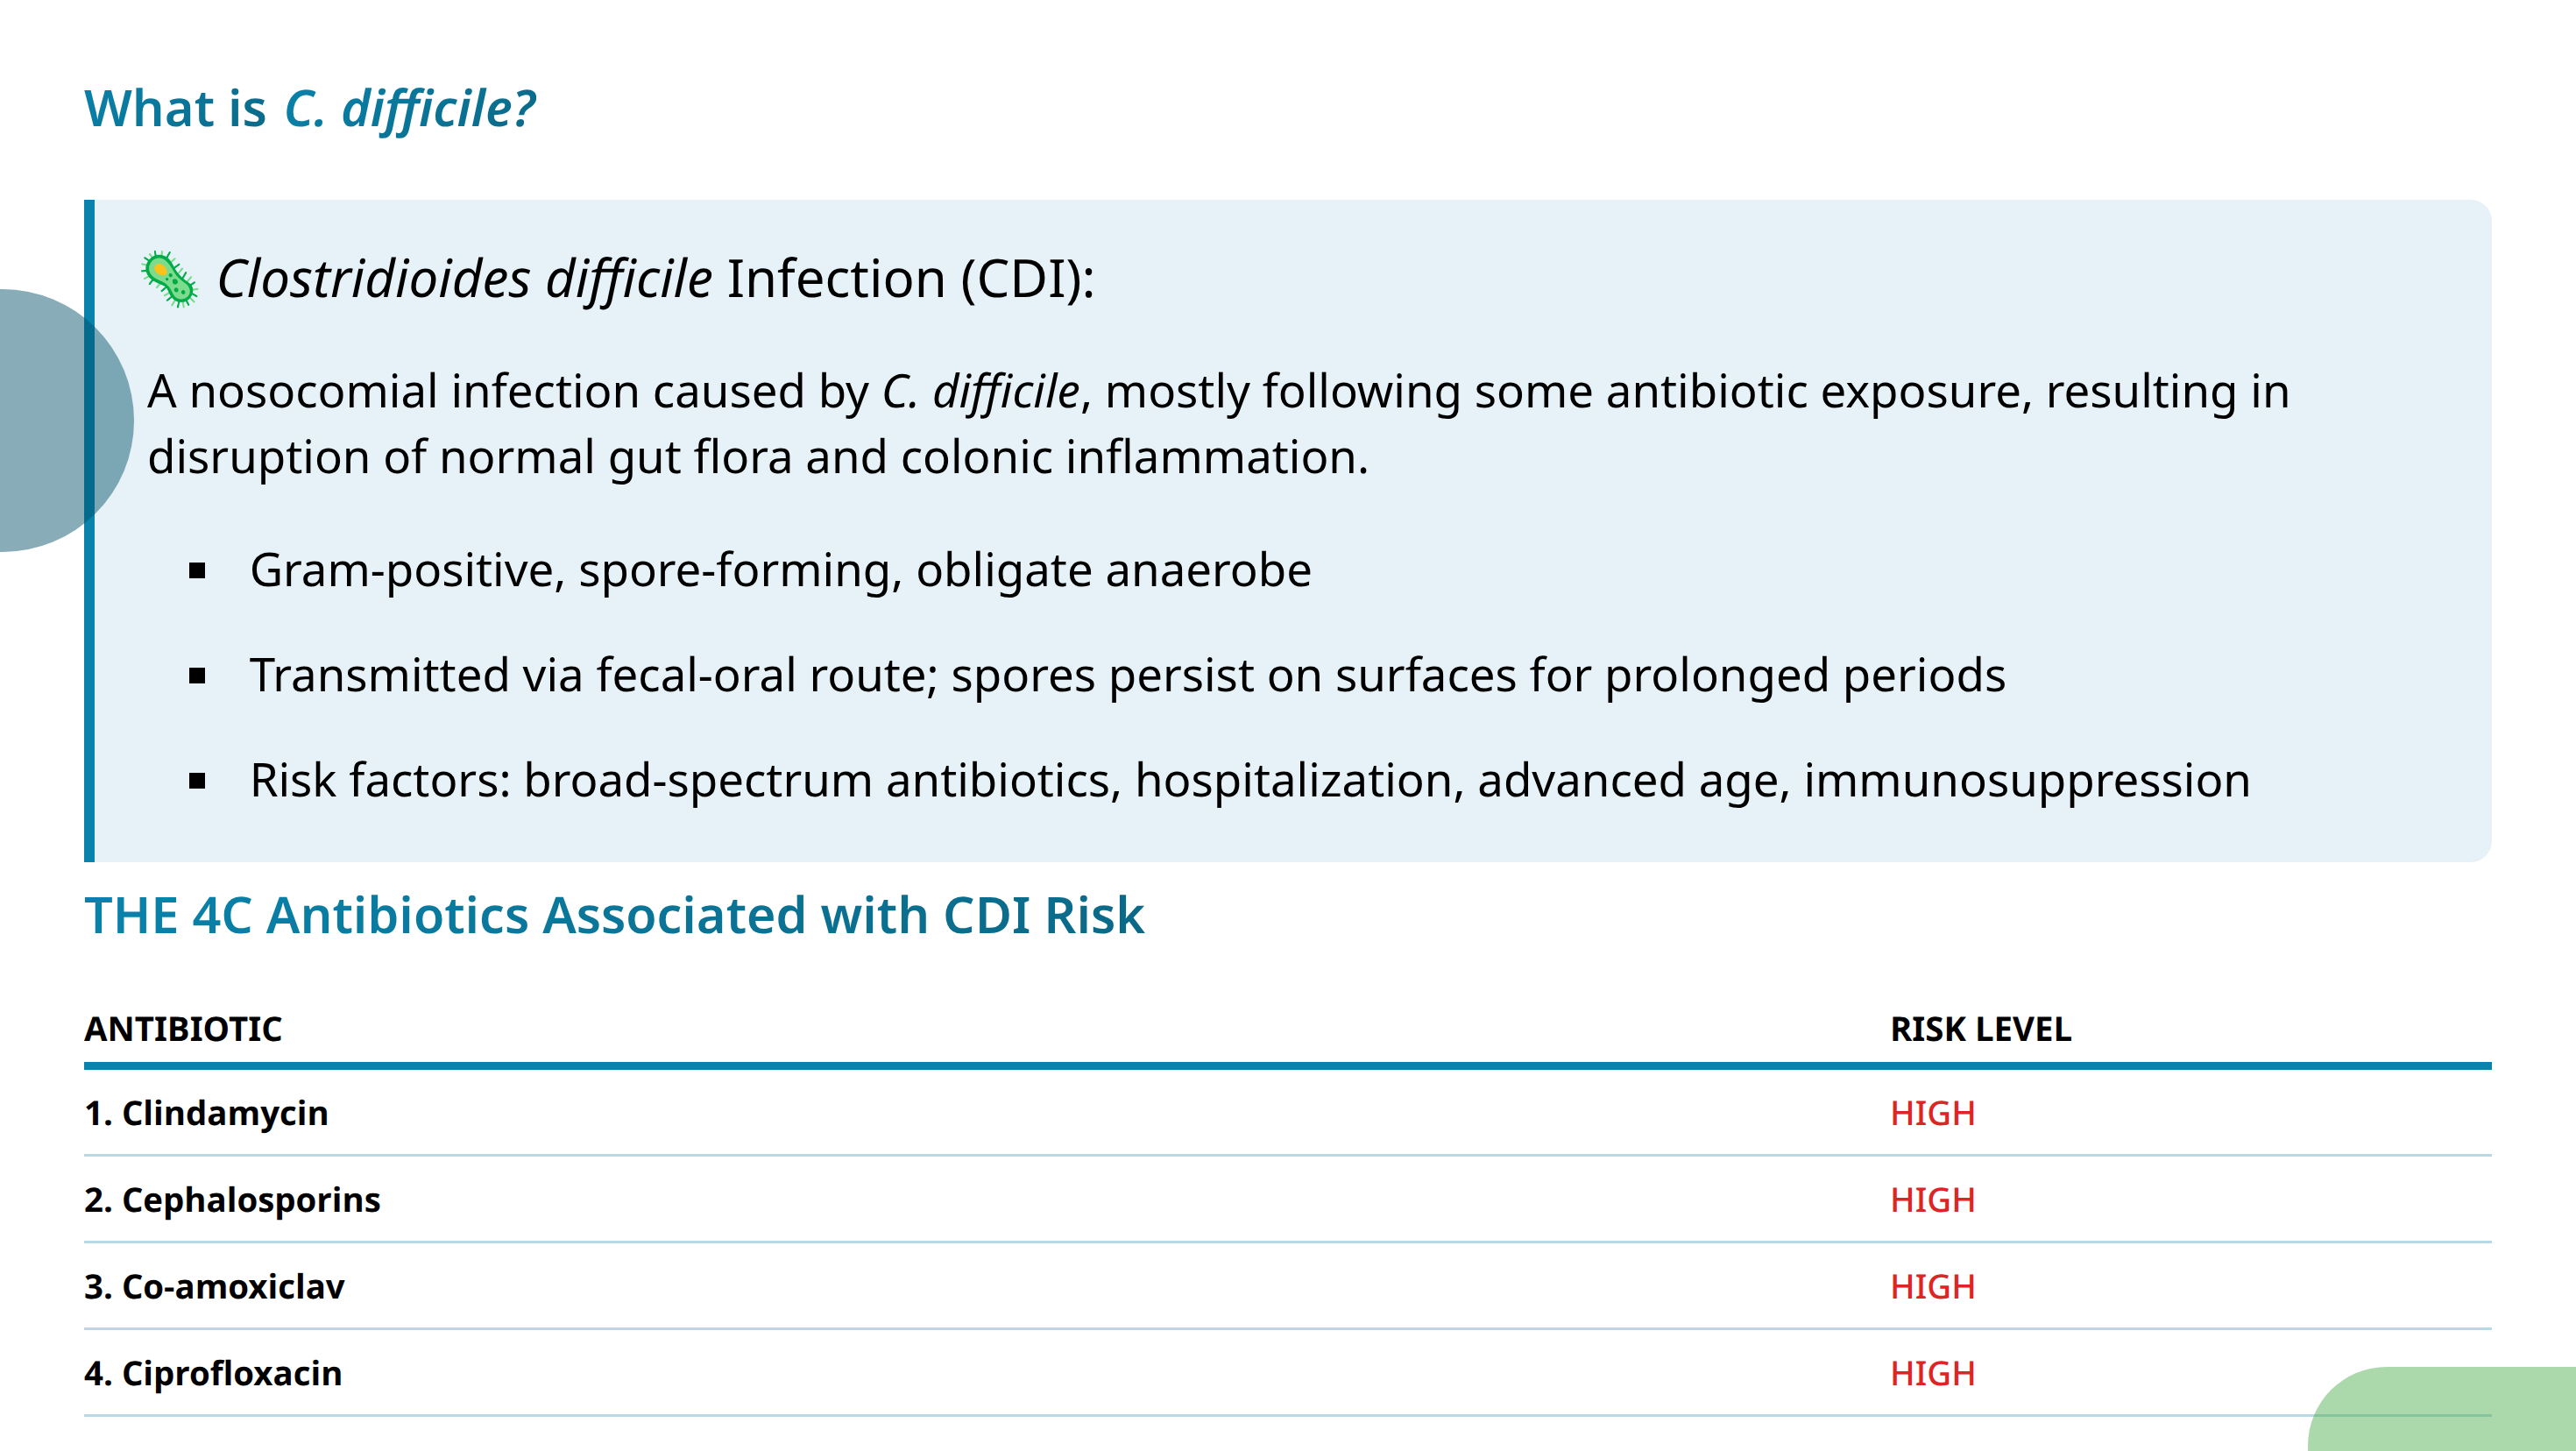 What is C. difficile?
Clostridioides difficile Infection (CDI):
A nosocomial infection caused by C. difficile, mostly following some antibiotic exposure, resulting in
disruption of normal gut flora and colonic inflammation.
▪ Gram-positive, spore-forming, obligate anaerobe
▪ Transmitted via fecal-oral route; spores persist on surfaces for prolonged periods
▪ Risk factors: broad-spectrum antibiotics, hospitalization, advanced age, immunosuppression
THE 4C Antibiotics Associated with CDI Risk
ANTIBIOTIC RISK LEVEL
1. Clindamycin HIGH
2. Cephalosporins HIGH
3. Co-amoxiclav HIGH
4. Ciprofloxacin HIGH